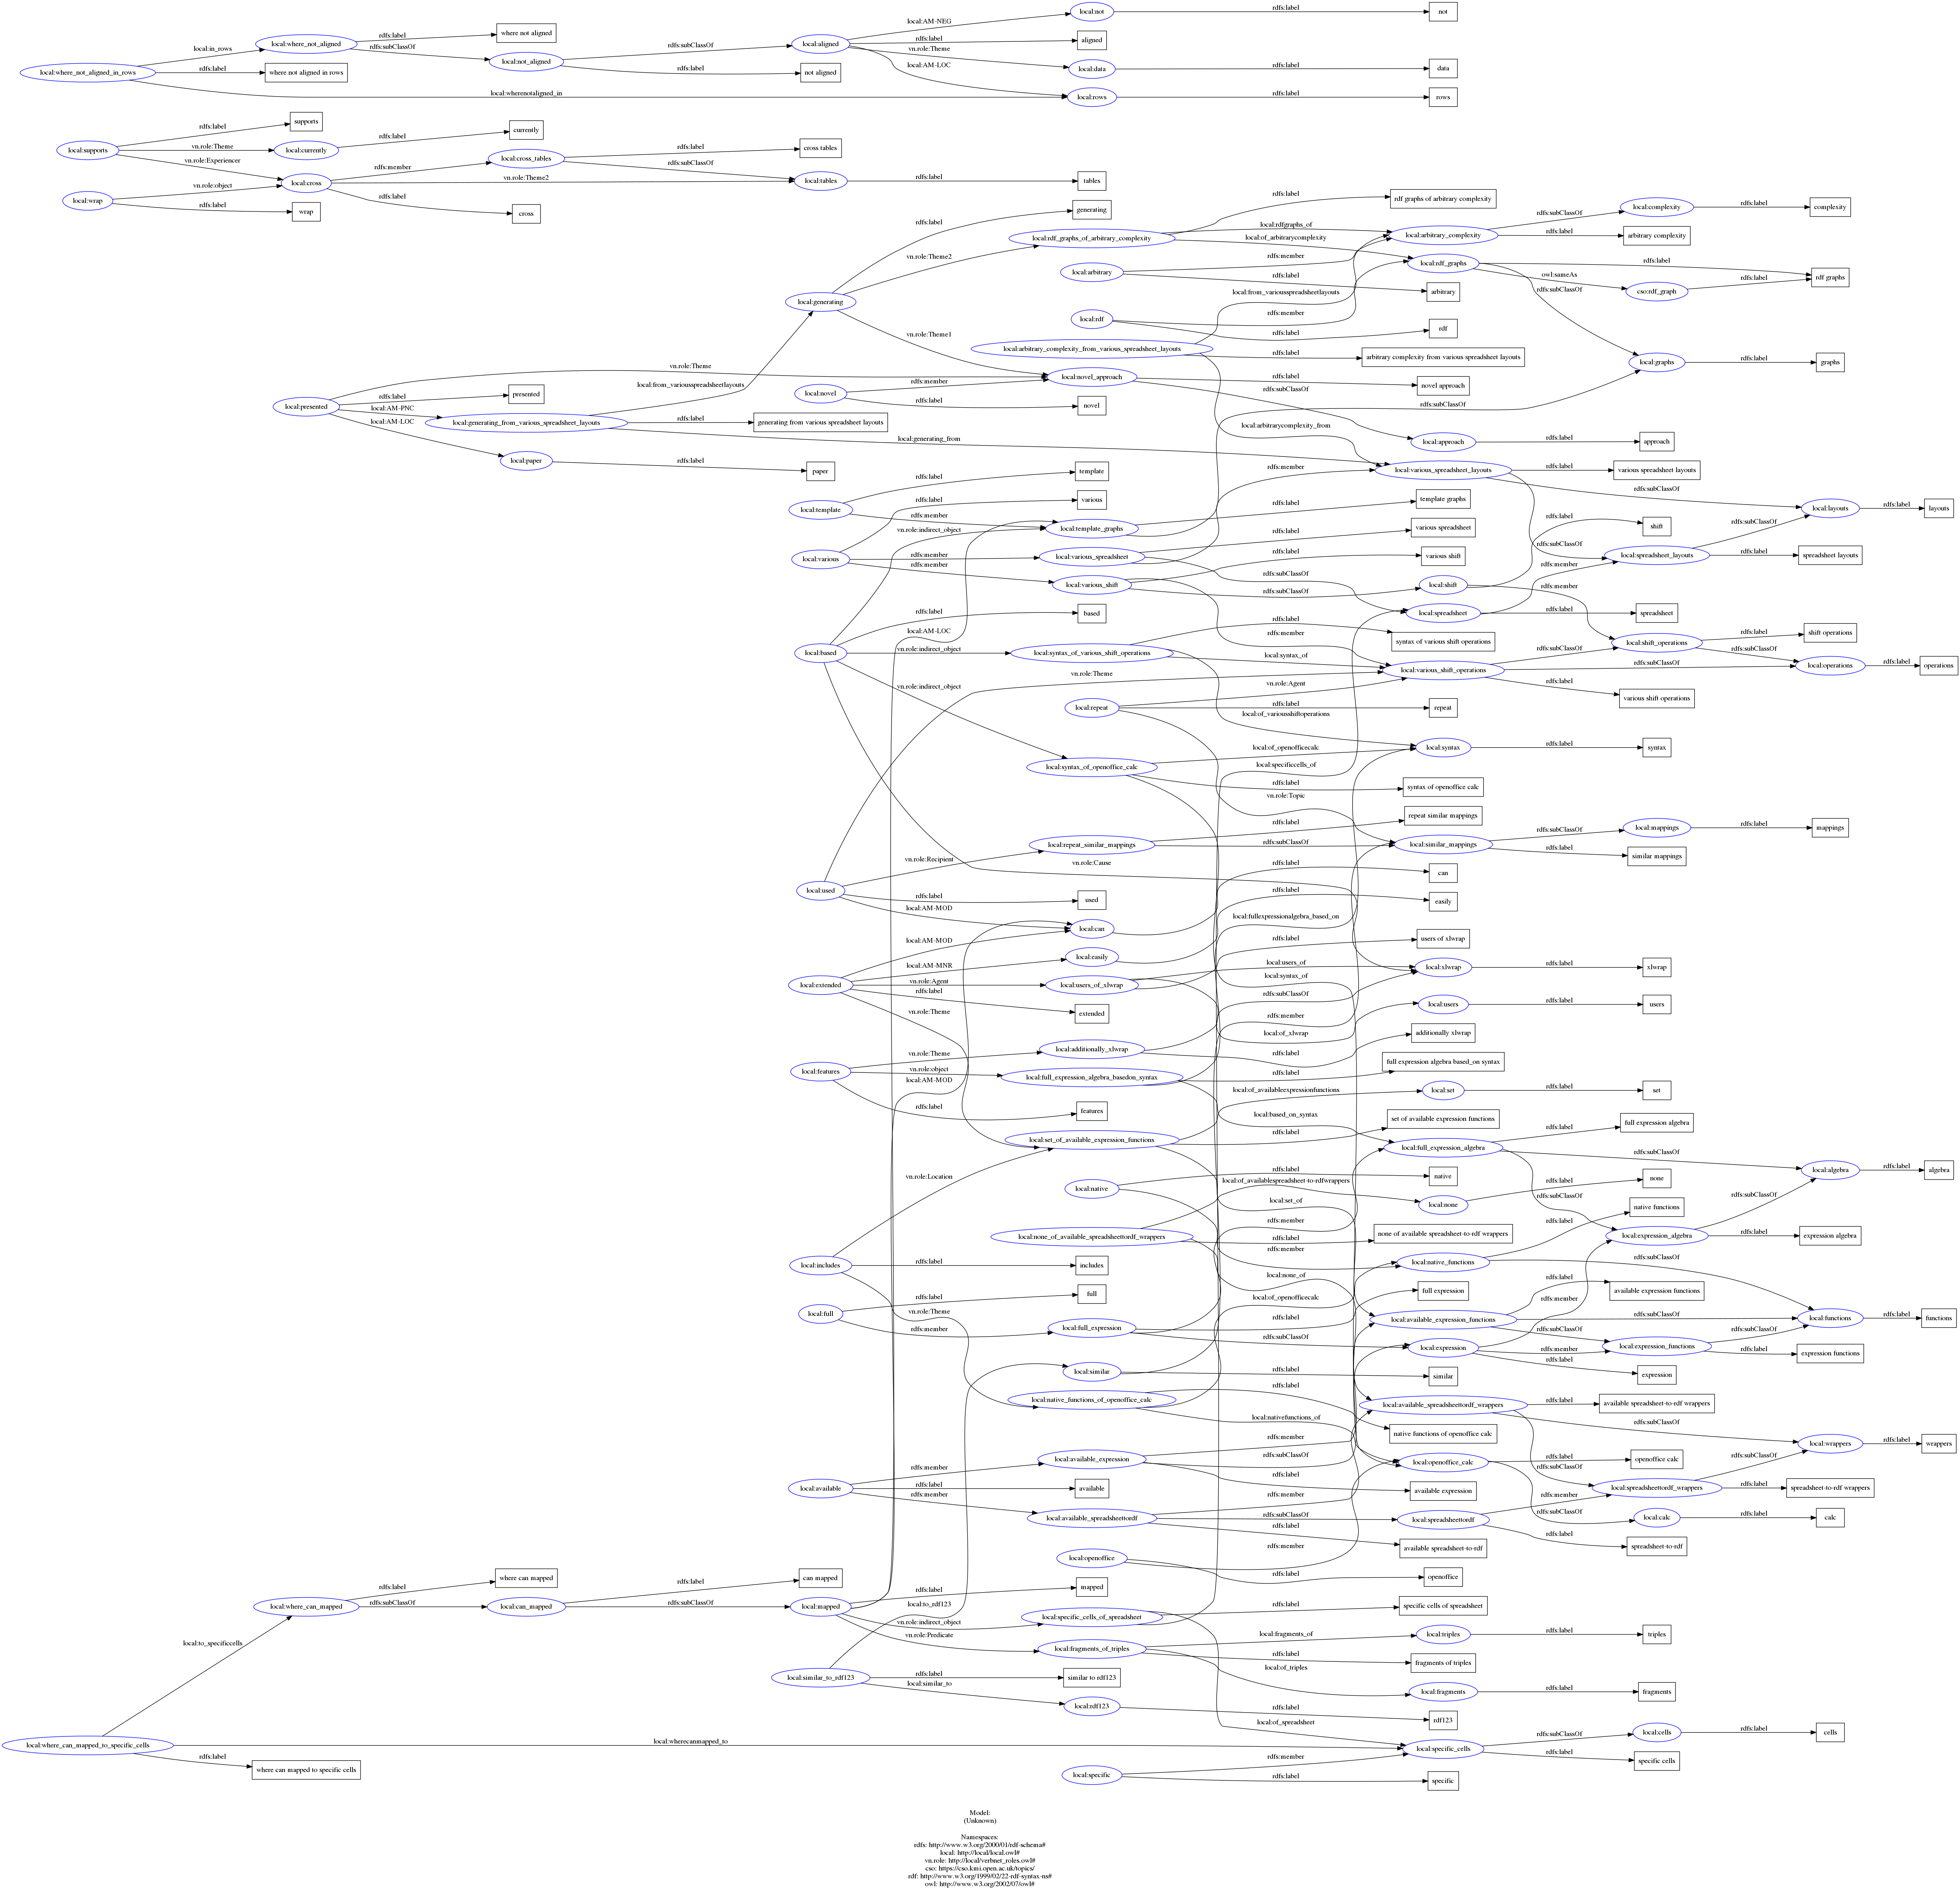 local:not
rdfs:label
not
local:AM-NEG
local:where_not_aligned
rdfs:label
where not aligned
local:in_rows
rdfs:subClassOf
local:not_aligned
rdfs:subClassOf
local:aligned
rdfs:label
aligned
vn.role:Theme
local:where_not_aligned_in_rows
rdfs:label
where not aligned in rows
rdfs:label
not aligned
local:AM-LOC
local:data
rdfs:label
data
local:wherenotaligned_in
local:rows
rdfs:label
rows
rdfs:label
supports
local:supports
vn.role:Theme
local:currently
rdfs:label
currently
vn.role:Experiencer
local:cross
rdfs:member
local:cross_tables
rdfs:label
cross tables
rdfs:subClassOf
vn.role:Theme2
local:tables
rdfs:label
tables
local:wrap
vn.role:object
rdfs:label
wrap
rdfs:label
cross
rdfs:label
generating
local:rdf_graphs_of_arbitrary_complexity
rdfs:label
rdf graphs of arbitrary complexity
local:rdfgraphs_of
local:of_arbitrarycomplexity
local:arbitrary_complexity
rdfs:subClassOf
local:complexity
rdfs:label
complexity
rdfs:label
arbitrary complexity
vn.role:Theme2
local:arbitrary
rdfs:member
rdfs:label
arbitrary
local:rdf_graphs
rdfs:label
rdf graphs
owl:sameAs
cso:rdf_graph
rdfs:label
rdfs:subClassOf
local:generating
local:from_variousspreadsheetlayouts
local:rdf
rdfs:member
rdfs:label
rdf
vn.role:Theme1
local:arbitrary_complexity_from_various_spreadsheet_layouts
rdfs:label
arbitrary complexity from various spreadsheet layouts
local:graphs
rdfs:label
graphs
vn.role:Theme
local:from_variousspreadsheetlayouts
local:novel
rdfs:member
rdfs:label
novel
local:novel_approach
rdfs:label
novel approach
rdfs:subClassOf
rdfs:subClassOf
local:presented
rdfs:label
presented
local:AM-PNC
local:generating_from_various_spreadsheet_layouts
rdfs:label
generating from various spreadsheet layouts
local:AM-LOC
local:paper
rdfs:label
paper
local:generating_from
local:arbitrarycomplexity_from
local:approach
rdfs:label
approach
local:various_spreadsheet_layouts
rdfs:label
various spreadsheet layouts
rdfs:subClassOf
rdfs:member
rdfs:label
template
local:template
rdfs:member
rdfs:label
various
vn.role:indirect_object
local:template_graphs
rdfs:label
template graphs
local:layouts
rdfs:label
layouts
rdfs:subClassOf
rdfs:label
shift
local:various
rdfs:member
local:various_spreadsheet
rdfs:label
various spreadsheet
rdfs:subClassOf
local:spreadsheet_layouts
rdfs:label
spreadsheet layouts
rdfs:member
local:various_shift
rdfs:label
various shift
rdfs:subClassOf
rdfs:subClassOf
local:shift
rdfs:member
rdfs:member
local:spreadsheet
rdfs:label
spreadsheet
rdfs:label
based
local:AM-LOC
local:based
vn.role:indirect_object
local:syntax_of_various_shift_operations
rdfs:label
syntax of various shift operations
rdfs:member
local:syntax_of
local:various_shift_operations
rdfs:subClassOf
local:shift_operations
rdfs:label
shift operations
rdfs:subClassOf
rdfs:subClassOf
local:operations
rdfs:label
operations
rdfs:label
various shift operations
vn.role:Theme
vn.role:indirect_object
vn.role:Agent
local:repeat
rdfs:label
repeat
local:of_variousshiftoperations
local:syntax_of_openoffice_calc
local:of_openofficecalc
local:syntax
rdfs:label
syntax
local:specificcells_of
rdfs:label
syntax of openoffice calc
vn.role:Topic
local:repeat_similar_mappings
rdfs:label
repeat similar mappings
rdfs:subClassOf
local:similar_mappings
rdfs:subClassOf
local:mappings
rdfs:label
mappings
rdfs:label
similar mappings
vn.role:Recipient
vn.role:Cause
local:used
rdfs:label
used
local:AM-MOD
rdfs:label
can
rdfs:label
easily
local:can
local:fullexpressionalgebra_based_on
local:AM-MOD
local:easily
rdfs:label
users of xlwrap
local:AM-MNR
local:extended
vn.role:Agent
local:users_of_xlwrap
local:users_of
local:xlwrap
rdfs:label
xlwrap
local:syntax_of
rdfs:label
extended
vn.role:Theme
rdfs:subClassOf
local:users
rdfs:label
users
rdfs:member
local:of_xlwrap
local:additionally_xlwrap
rdfs:label
additionally xlwrap
local:features
vn.role:Theme
vn.role:object
local:full_expression_algebra_basedon_syntax
rdfs:label
full expression algebra based_on syntax
local:AM-MOD
rdfs:label
features
local:of_availableexpressionfunctions
local:set
rdfs:label
set
local:based_on_syntax
local:set_of_available_expression_functions
rdfs:label
set of available expression functions
local:full_expression_algebra
rdfs:label
full expression algebra
rdfs:subClassOf
local:algebra
rdfs:label
algebra
vn.role:Location
local:native
rdfs:label
native
local:of_availablespreadsheet-to-rdfwrappers
local:none
rdfs:label
none
rdfs:subClassOf
rdfs:subClassOf
local:set_of
rdfs:label
native functions
local:none_of_available_spreadsheettordf_wrappers
rdfs:member
rdfs:label
none of available spreadsheet-to-rdf wrappers
rdfs:member
local:expression_algebra
rdfs:label
expression algebra
local:includes
rdfs:label
includes
local:native_functions
rdfs:subClassOf
local:none_of
rdfs:label
full expression
rdfs:label
available expression functions
rdfs:member
local:full
rdfs:label
full
vn.role:Theme
local:of_openofficecalc
rdfs:label
local:available_expression_functions
rdfs:subClassOf
local:functions
rdfs:label
functions
rdfs:member
local:full_expression
rdfs:subClassOf
rdfs:subClassOf
local:expression
rdfs:member
local:expression_functions
rdfs:subClassOf
rdfs:label
expression functions
rdfs:label
expression
local:similar
rdfs:label
similar
local:native_functions_of_openoffice_calc
rdfs:label
native functions of openoffice calc
local:nativefunctions_of
local:available_spreadsheettordf_wrappers
rdfs:label
available spreadsheet-to-rdf wrappers
rdfs:subClassOf
local:wrappers
rdfs:label
wrappers
rdfs:member
local:available_expression
rdfs:subClassOf
rdfs:label
available expression
local:openoffice_calc
rdfs:label
openoffice calc
rdfs:subClassOf
rdfs:subClassOf
local:available
rdfs:member
rdfs:label
available
rdfs:member
local:available_spreadsheettordf
rdfs:member
rdfs:subClassOf
local:spreadsheettordf
rdfs:member
local:spreadsheettordf_wrappers
rdfs:label
spreadsheet-to-rdf wrappers
rdfs:subClassOf
local:calc
rdfs:label
calc
rdfs:label
available spreadsheet-to-rdf
rdfs:label
spreadsheet-to-rdf
local:openoffice
rdfs:member
rdfs:label
openoffice
rdfs:label
where can mapped
rdfs:label
can mapped
rdfs:label
mapped
local:where_can_mapped
rdfs:subClassOf
local:can_mapped
rdfs:subClassOf
local:mapped
local:to_rdf123
vn.role:indirect_object
local:specific_cells_of_spreadsheet
rdfs:label
specific cells of spreadsheet
vn.role:Predicate
local:fragments_of_triples
local:fragments_of
local:triples
rdfs:label
triples
rdfs:label
fragments of triples
local:of_triples
local:to_specificcells
local:similar_to_rdf123
rdfs:label
similar to rdf123
local:similar_to
local:rdf123
rdfs:label
rdf123
local:fragments
rdfs:label
fragments
local:of_spreadsheet
local:where_can_mapped_to_specific_cells
local:wherecanmapped_to
local:specific_cells
rdfs:subClassOf
local:cells
rdfs:label
cells
rdfs:label
specific cells
rdfs:label
where can mapped to specific cells
local:specific
rdfs:member
rdfs:label
specific
Model:
(Unknown)
Namespaces:
rdfs: http://www.w3.org/2000/01/rdf-schema#
local: http://local/local.owl#
vn.role: http://local/verbnet_roles.owl#
cso: https://cso.kmi.open.ac.uk/topics/
rdf: http://www.w3.org/1999/02/22-rdf-syntax-ns#
owl: http://www.w3.org/2002/07/owl#